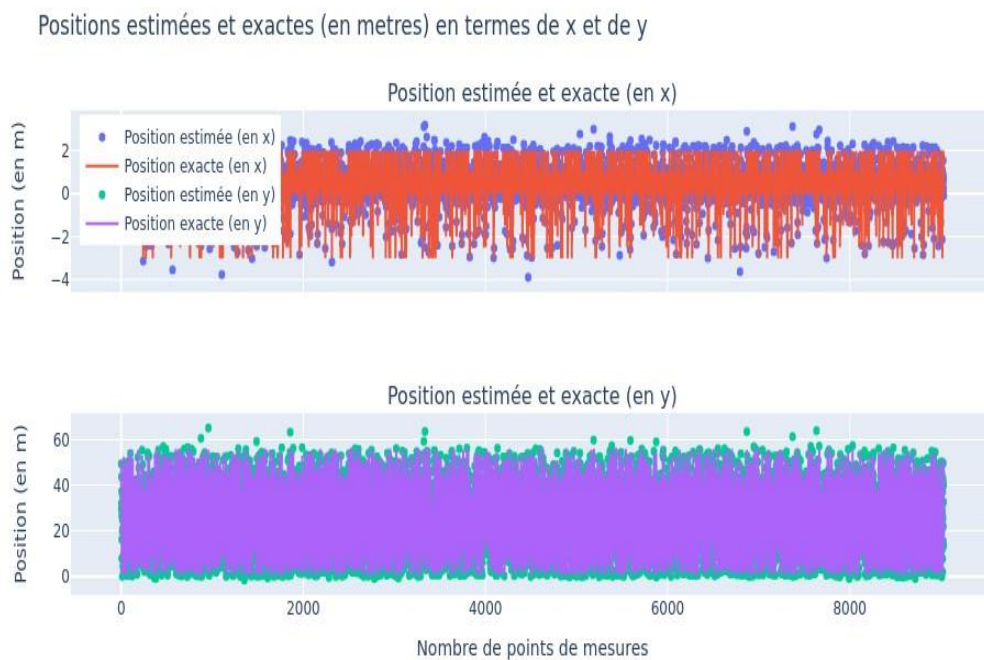 Positions estimées et exactes (en metres) en termes de x et de y
Position estimée et exacte (en x)
Position (en m)
2
0
−2
−4
Position estimée (en x)
Position exacte (en x)
Position estimée (en y)
Position exacte (en y)
Position estimée et exacte (en y)
Position (en m)
60
40
20
0
0 2000 4000 6000 8000
Nombre de points de mesures